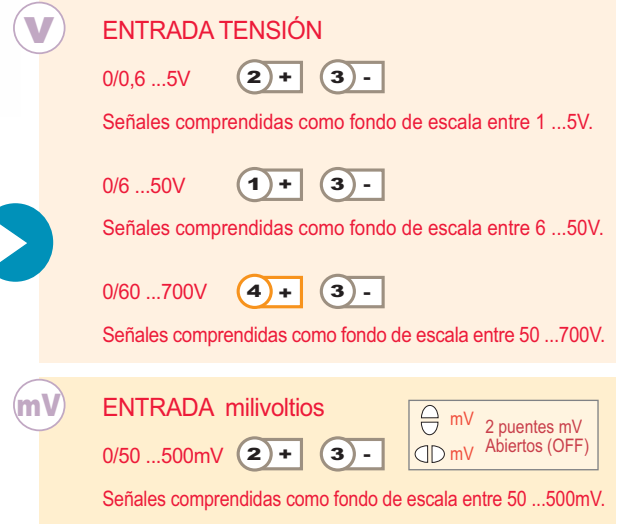 V ENTRADA TENSIÓN
0/0,6 ...5V 2 + 3 -
Señales comprendidas como fondo de escala entre 1 ...5V.
0/6 ...50V 1 + 3 -
Señales comprendidas como fondo de escala entre 6 ...50V.
0/60 ...700V 4 + 3 -
Señales comprendidas como fondo de escala entre 50 ...700V.
mV ENTRADA milivoltios
0/50 ...500mV 2 + 3 -
mV 2 puentes mV
mV Abiertos (OFF)
Señales comprendidas como fondo de escala entre 50 ...500mV.